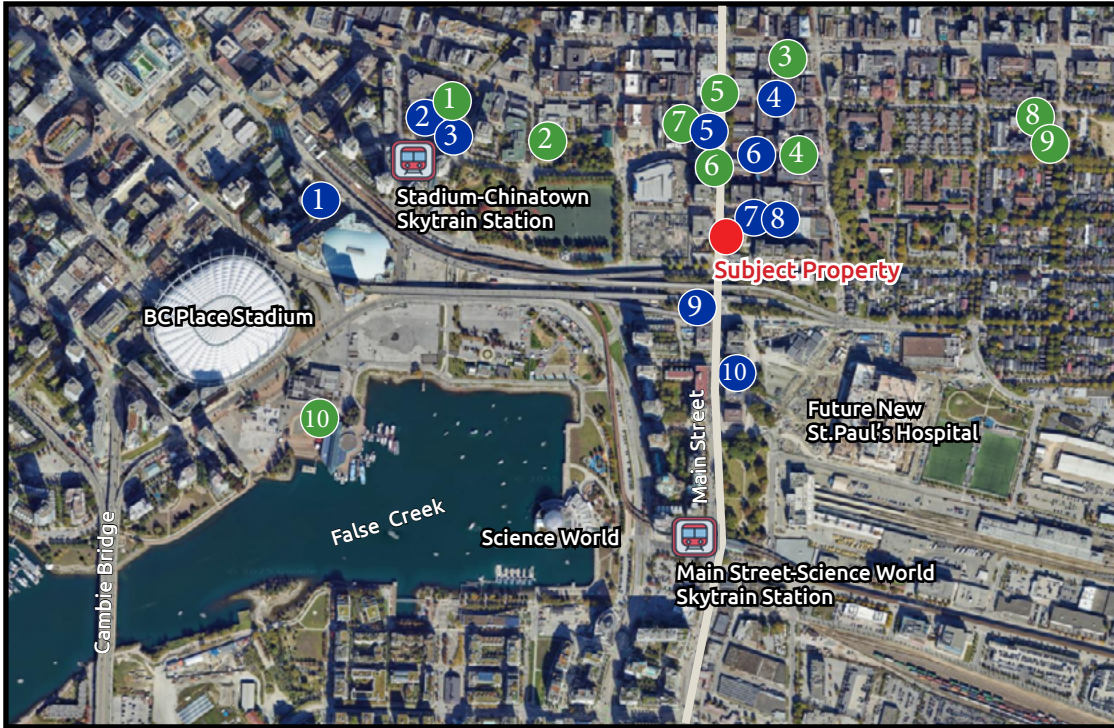 3
5
4
1
2
7
5
8
3
2
9
6
6
4
1
Stadium-Chinatown
Skytrain Station
7
8
Subject Property
BC Place Stadium
9
10
Main Street
10
Future New
St.Paul's Hospital
False Creek
Science World
Cambie Bridge
Main Street-Science World
Skytrain Station